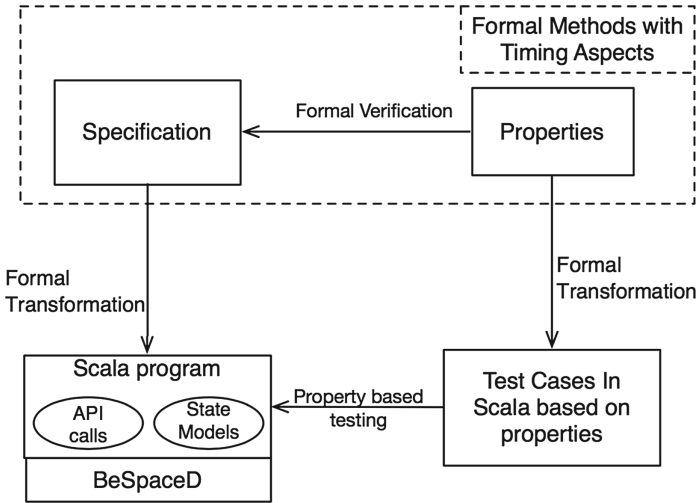 Formal Methods with
Timing Aspects
Specification
Formal Verification
Properties
Formal
Transformation
Formal
Transformation
Scala program
API
calls
State
Models
BeSpaceD
Property based
testing
Test Cases In
Scala based on
properties